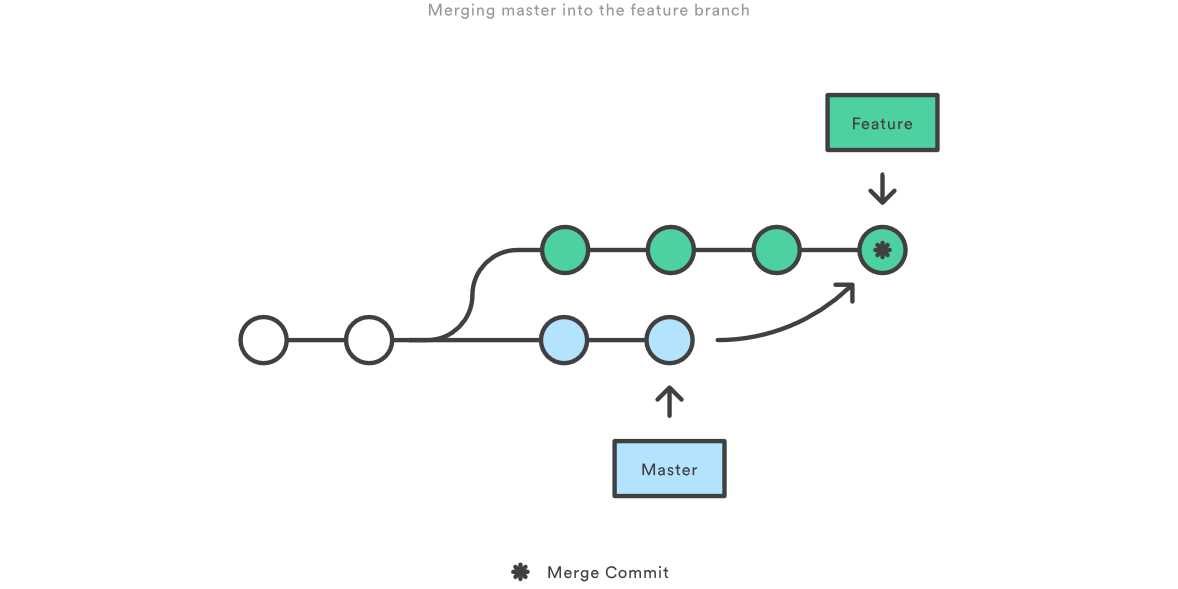 Merging master into the feature branch
Feature
Master
Merge Commit